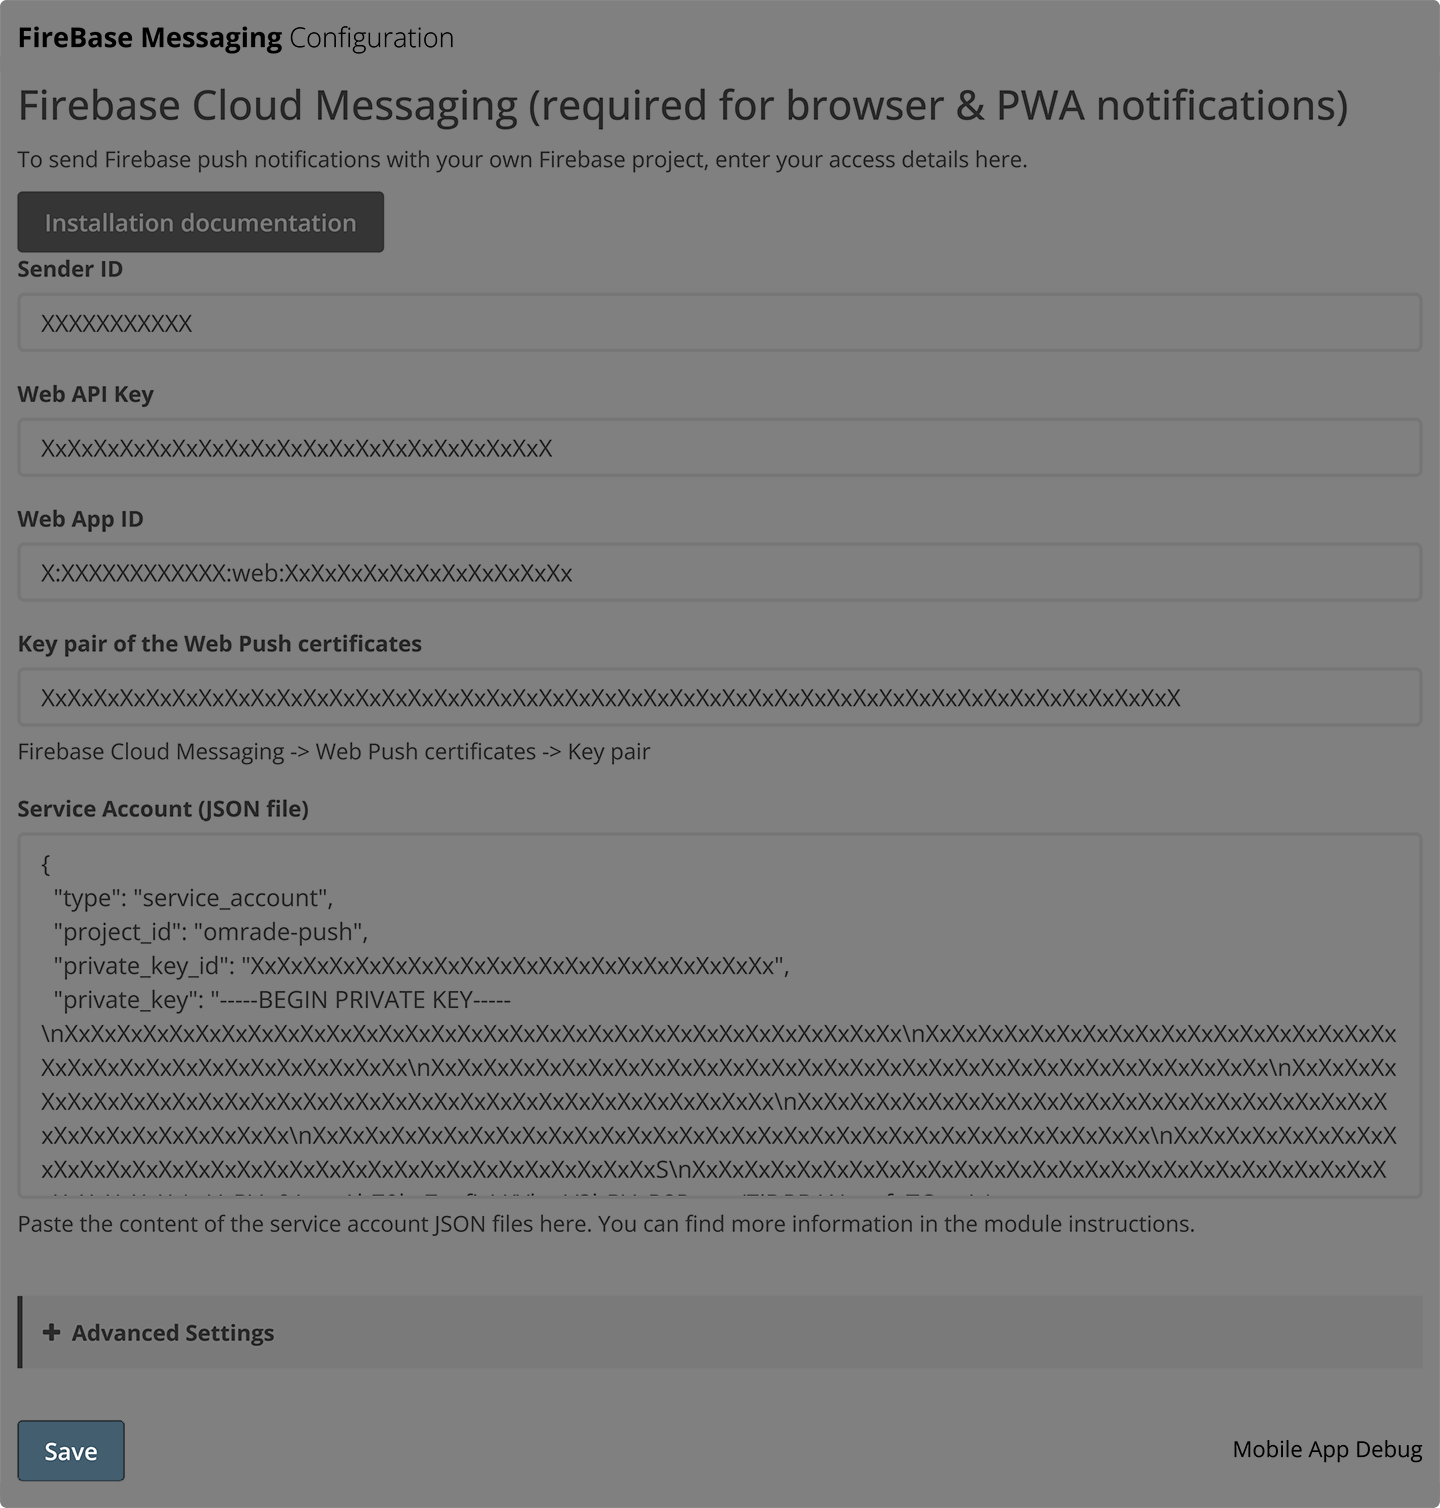 FireBase Messaging Configuration
Firebase Cloud Messaging (required for browser & PWA notifications)
To send Firebase push notifications with your own Firebase project, enter your access details here.
Installation documentation
Sender ID
XXXXXXXXXXX
Web API Key
XxXxXxXxXxXxXxXxXxXxXxXxXxXxXxXxXxXxXxX
Web App ID
X:XXXXXXXXXXXX:web:XxXxXxXxXxXxXxXxXxXxXx
Key pair of the Web Push certificates
XxXxXxXxXxXxXxXxXxXxXxXxXxXxXxXxXxXxXxXxXxXxXxXxXxXxXxXxXxXxXxXxXxXxXxXxXxXxXxXxXxXxXxX
Firebase Cloud Messaging -> Web Push certificates -> Key pair
Service Account (JSON file)
{
"type": "service_account",
"project_id": "omrade-push",
"private_key_id": "XxXxXxXxXxXxXxXxXxXxXxXxXxXxXxXxXxXxXxXx",
"private_key": "-----BEGIN PRIVATE KEY-----
\nXxXxXxXxXxXxXxXxXxXxXxXxXxXxXxXxXxXxXxXxXxXxXxXxXxXxXxXxXxXxXxXx\nXxXxXxXxXxXxXxXxXxXxXxXxXxXxXxXxXxXx
XxXxXxXxXxXxXxXxXxXxXxXxXxXx\nXxXxXxXxXxXxXxXxXxXxXxXxXxXxXxXxXxXxXxXxXxXxXxXxXxXxXxXxXxXxXxXx\nXxXxXxXx
XxXxXxXxXxXxXxXxXxXxXxXxXxXxXxXxXxXxXxXxXxXxXxXxXxXxXxXx\nXxXxXxXxXxXxXxXxXxXxXxXxXxXxXxXxXxXxXxXxXxXxX
xXxXxXxXxXxXxXxXxXx\nXxXxXxXxXxXxXxXxXxXxXxXxXxXxXxXxXxXxXxXxXxXxXxXxXxXxXxXxXxXxXxXx\nXxXxXxXxXxXxXxXxX
xXxXxXxXxXxXxXxXxXxXxXxXxXxXxXxXxXxXxXxXxXxXxXxS\nXxXxXxXxXxXxXxXxXxXxXxXxXxXxXxXxXxXxXxXxXxXxXxXxXxXxX
Paste the content of the service account JSON files here. You can find more information in the module instructions.
+ Advanced Settings
Save
Mobile App Debug